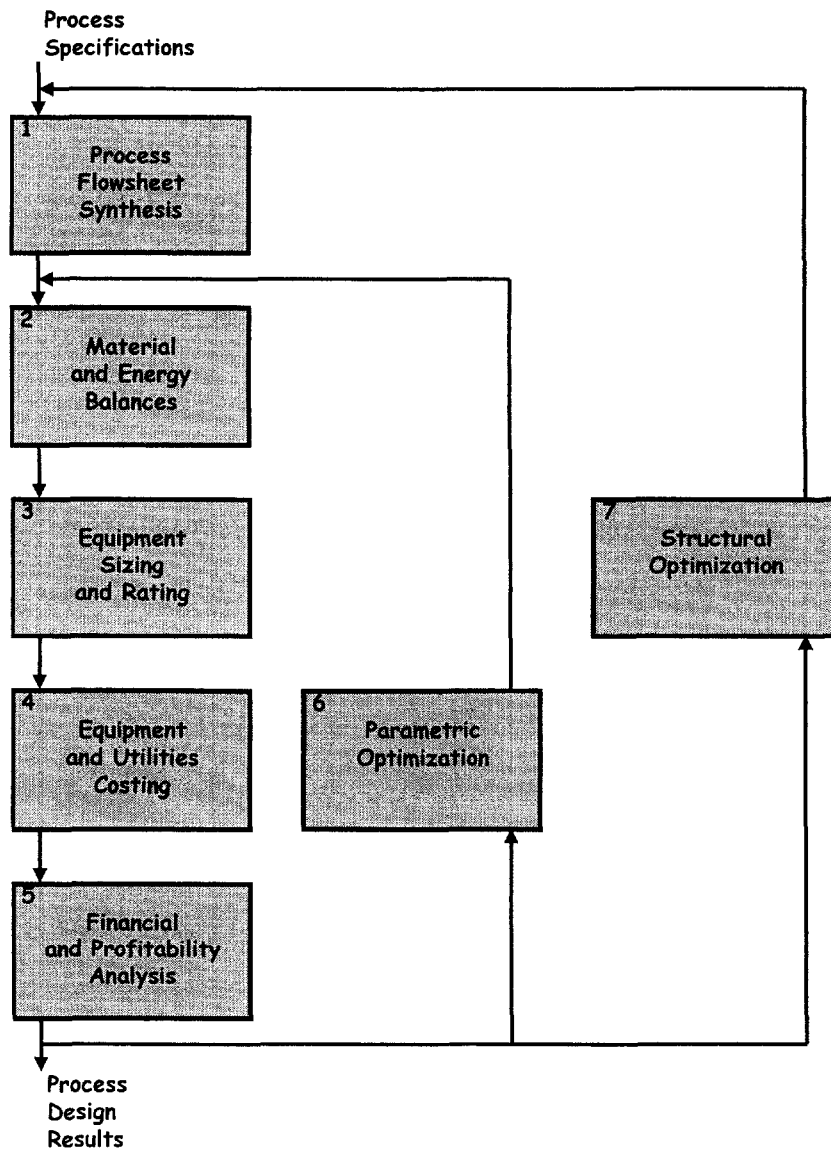 Process
Specifications
1
Process
Flowsheet
Synthesis
2
Material
and Energy
Balances
3
Equipment
Sizing
and Rating
7
Structural
Optimization
4
Equipment
and Utilities
Costing
6
Parametric
Optimization
5
Financial
and Profitability
Analysis
Process
Design
Results